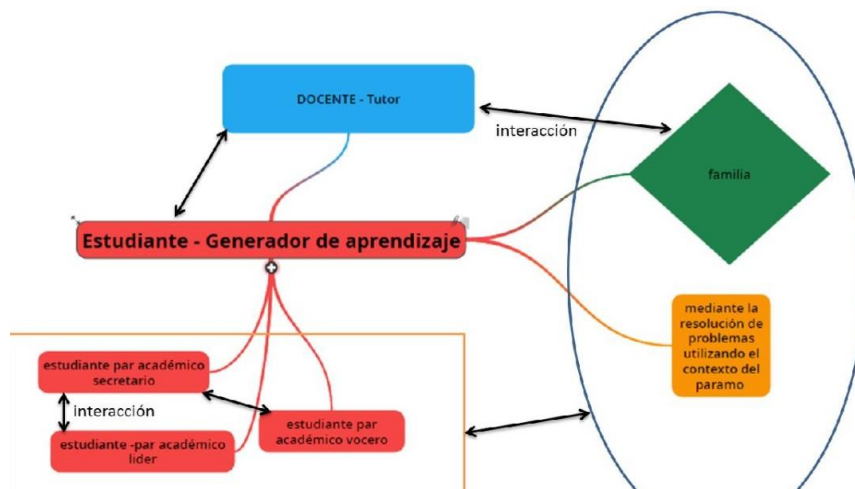 DOCENTE - Tutor
interacción
familia
Estudiante - Generador de aprendizaje
mediante la
resolución de
problemas
utilizando el
contexto del
paramo
estudiante par académico
secretario
interacción
estudiante par
académico vocero
estudiante -par académico
lider